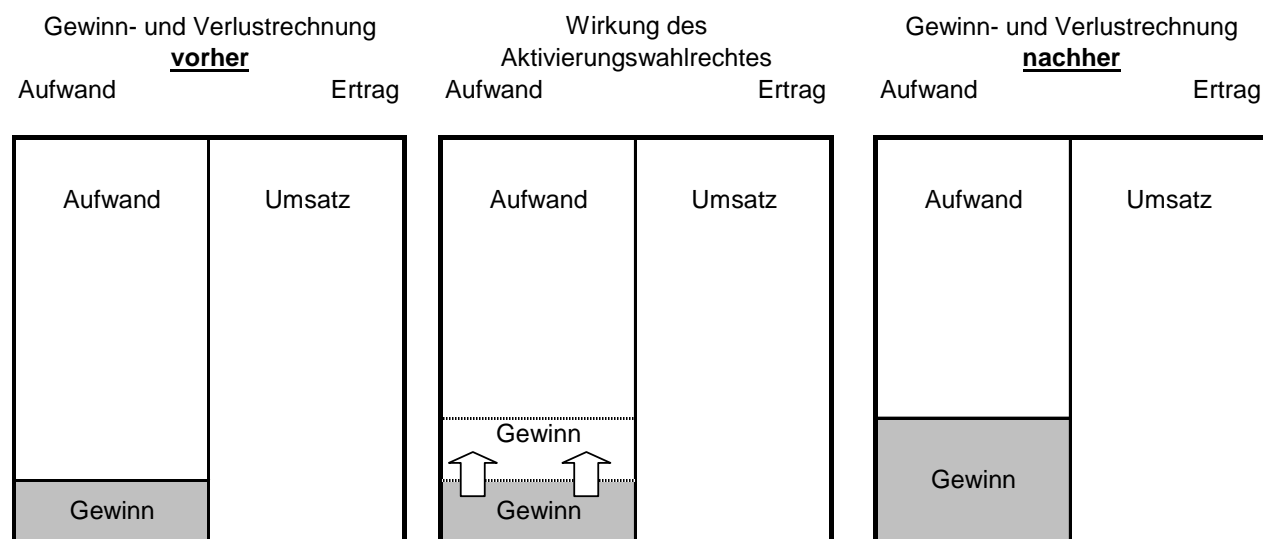 Gewinn- und Verlustrechnung
vorher
Aufwand Ertrag
Aufwand Umsatz
Gewinn
Wirkung des
Aktivierungswahlrechtes
Aufwand Ertrag
Aufwand Umsatz
Gewinn
Gewinn
Gewinn- und Verlustrechnung
nachher
Aufwand Ertrag
Aufwand Umsatz
Gewinn